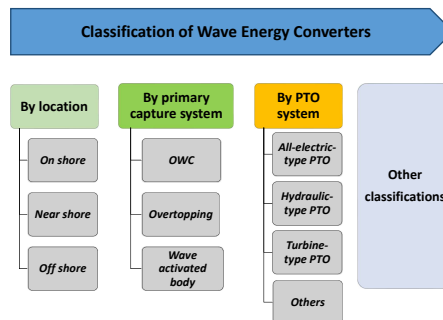 Classification of Wave Energy Converters
By location
On shore
Near shore
Off shore
By primary
capture system
OWC
Overtopping
Wave
activated
body
By PTO
system
All-electric-
type PTO
Hydraulic-
type PTO
Turbine-
type PTO
Others
Other
classifications